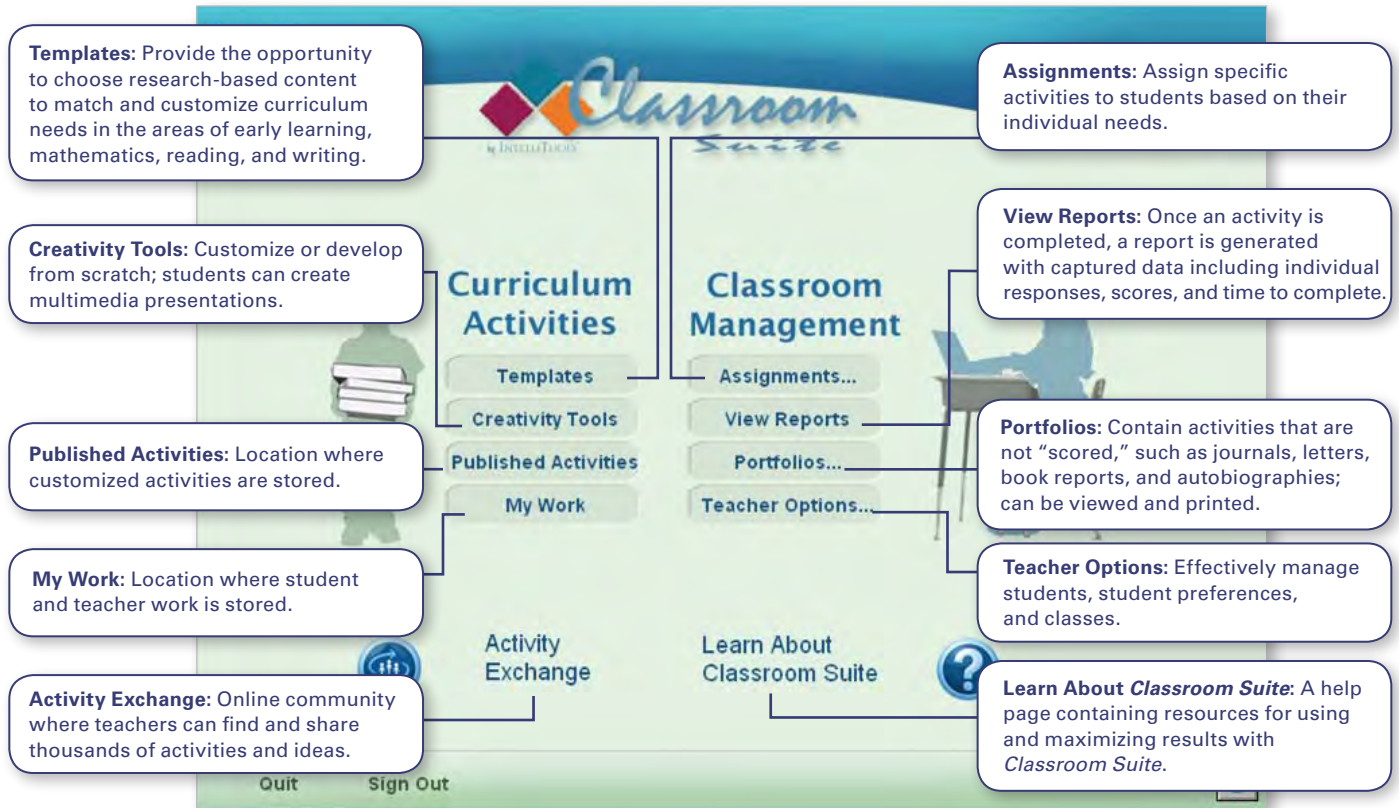 Templates: Provide the opportunity
to choose research-based content
to match and customize curriculum
needs in the areas of early learning,
mathematics, reading, and writing.
Creativity Tools: Customize or develop
from scratch; students can create
multimedia presentations.
Published Activities: Location where
customized activities are stored.
My Work: Location where student
and teacher work is stored.
Activity Exchange: Online community
where teachers can find and share
thousands of activities and ideas.
Classroom
Suite
by INTELLITOOLS
Curriculum
Activities
Templates
Creativity Tools
Published Activities
My Work
Activity
Exchange
Classroom
Management
Assignments...
View Reports
Portfolios...
Teacher Options...
Learn About
Classroom Suite
?
Quit
Sign Out
Assignments: Assign specific
activities to students based on their
individual needs.
View Reports: Once an activity is
completed, a report is generated
with captured data including individual
responses, scores, and time to complete.
Portfolios: Contain activities that are
not “scored,” such as journals, letters,
book reports, and autobiographies;
can be viewed and printed.
Teacher Options: Effectively manage
students, student preferences,
and classes.
Learn About Classroom Suite: A help
page containing resources for using
and maximizing results with
Classroom Suite.